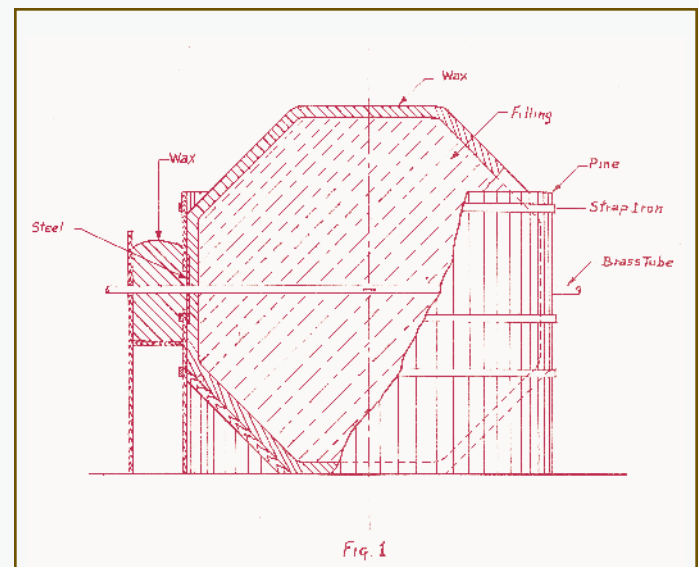 Wax
Filling
Wax
Pine
Strap Iron
Steel
Brass Tube
Fig. 1